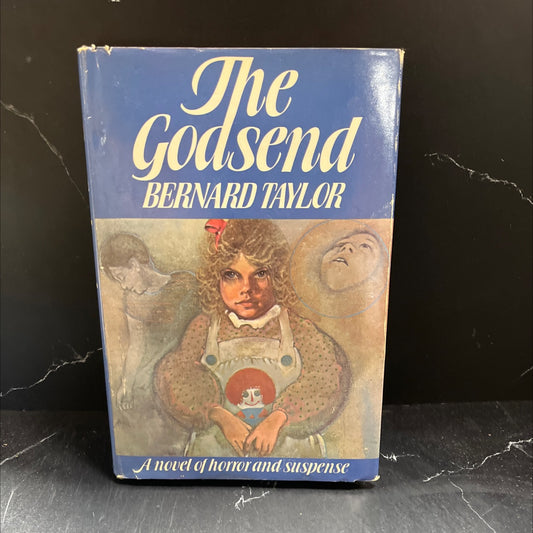 The
Godsend
BERNARD TAYLOR
A novel of horror and suspense